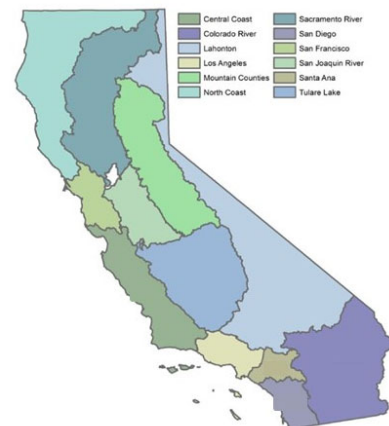 Central Coast
Colorado River
Lahonton
Los Angeles
Mountain Counties
North Coast
Sacramento River
San Diego
San Francisco
San Joaquin River
Santa Ana
Tulare Lake